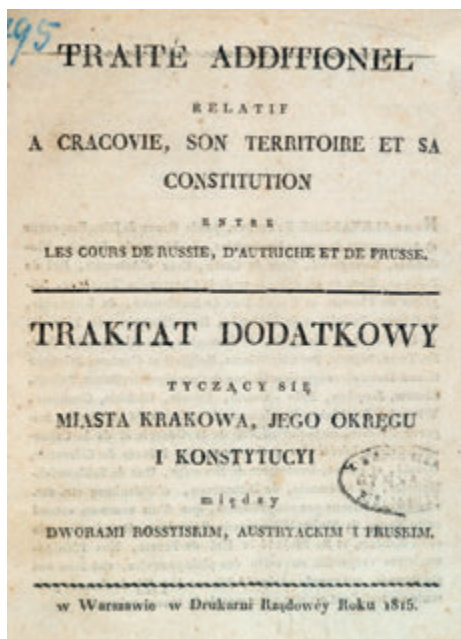 295
TRAITÉ ADDITIONEL
RELATIF
A CRACOVIE, SON TERRITOIRE ET SA
CONSTITUTION
ENTRE
LES COURS DE RUSSIE, D'AUTRICHE ET DE PRUSSE.
TRAKTAT DODATKOWY
TYCZĄCY SIĘ
MIASTA KRAKOWA, JEGO OKRĘGU
I KONSTYTUCYI
między
DWORAMI ROSSYISKIM, AUSTRYACKIM I PRUSKIM.
w Warszawie w Drukarni Rządowéy Roku 1815.